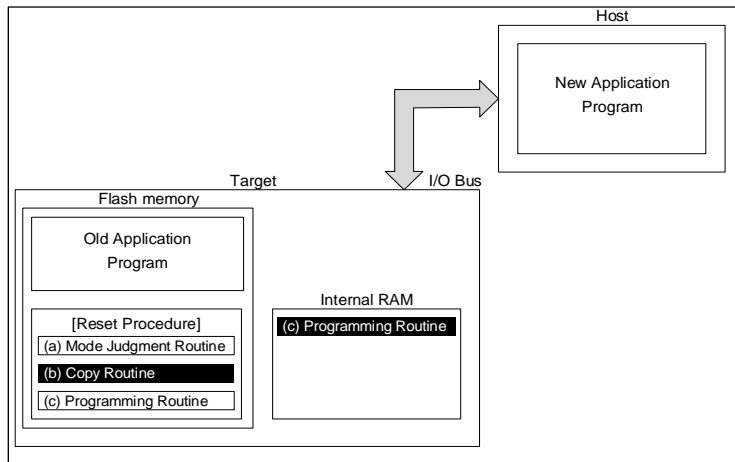 Host
New Application
Program
Target
I/O Bus
Flash memory
Old Application
Program
Internal RAM
[Reset Procedure]
(c) Programming Routine
(a) Mode Judgment Routine
(b) Copy Routine
(c) Programming Routine